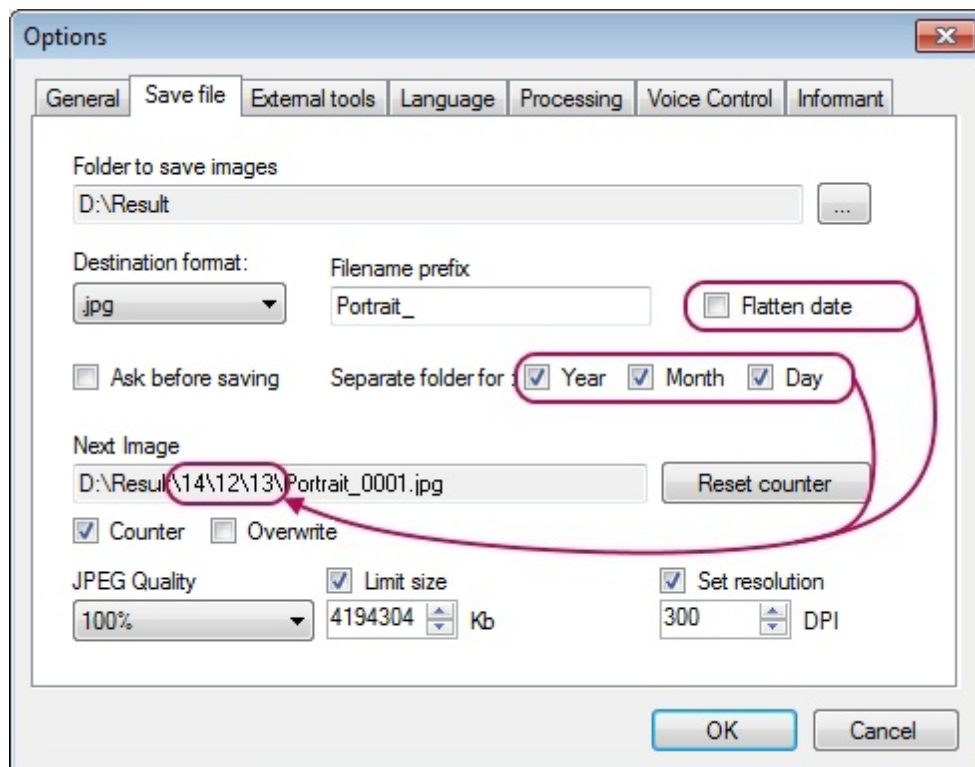 Options
General Save file External tools Language Processing Voice Control Informant
Folder to save images
D:\Result
...
Destination format: Filename prefix
.jpg Portrait_ Flatten date
Ask before saving Separate folder for : Year Month Day
Next Image
D:\Result\14\12\13\Portrait_0001.jpg Reset counter
Counter Overwrite
JPEG Quality Limit size Set resolution
100% 4194304 Kb 300 DPI
OK Cancel